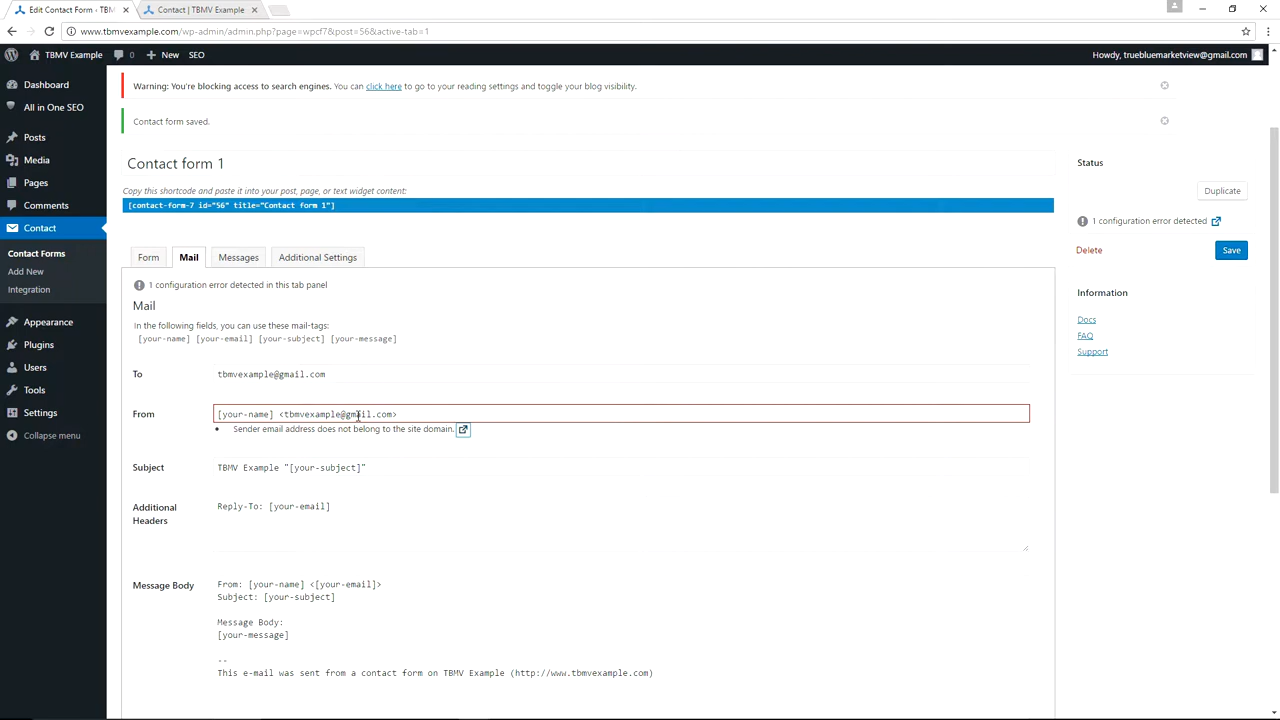 Edit Contact Form ‹ TBM
Contact | TBMV Example
www.tbmvexample.com/wp-admin/admin.php?page=wpcf7&post=56&active-tab=1
TBMV Example 0 New SEO Howdy, truebluemarketview@gmail.com
Dashboard
All in One SEO
Posts
Media
Pages
Comments
Contact
Contact Forms
Add New
Integration
Appearance
Plugins
Users
Tools
Settings
Collapse menu
Warning: You're blocking access to search engines. You can click here to go to your reading settings and toggle your blog visibility.
Contact form saved.
Contact form 1
Copy this shortcode and paste it into your post, page, or text widget content:
[contact-form-7 id="56" title="Contact form 1"]
Form Mail Messages Additional Settings
1 configuration error detected in this tab panel
Mail
In the following fields, you can use these mail-tags:
[your-name] [your-email] [your-subject] [your-message]
To tbmvexample@gmail.com
From [your-name] <tbmvexample@gmail.com>
Sender email address does not belong to the site domain.
Subject TBMV Example "[your-subject]"
Additional Headers Reply-To: [your-email]
Message Body From: [your-name] <[your-email]>
Subject: [your-subject]
Message Body:
[your-message]
--
This e-mail was sent from a contact form on TBMV Example (http://www.tbmvexample.com)
Status
Duplicate
1 configuration error detected
Delete Save
Information
Docs
FAQ
Support